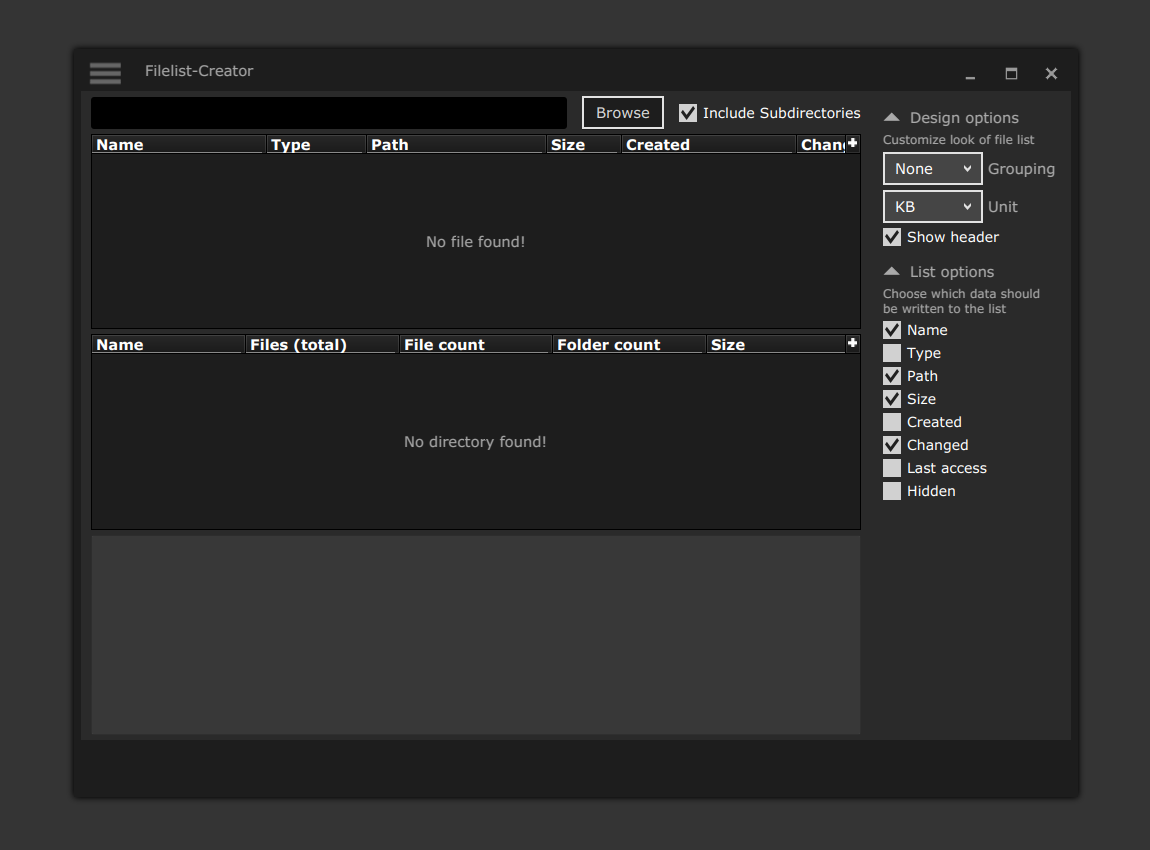 Filelist-Creator
Browse
Include Subdirectories
Name Type Path Size Created Chan
No file found!
Name Files (total) File count Folder count Size
No directory found!
Design options
Customize look of file list
None Grouping
KB Unit
Show header
List options
Choose which data should
be written to the list
Name
Type
Path
Size
Created
Changed
Last access
Hidden